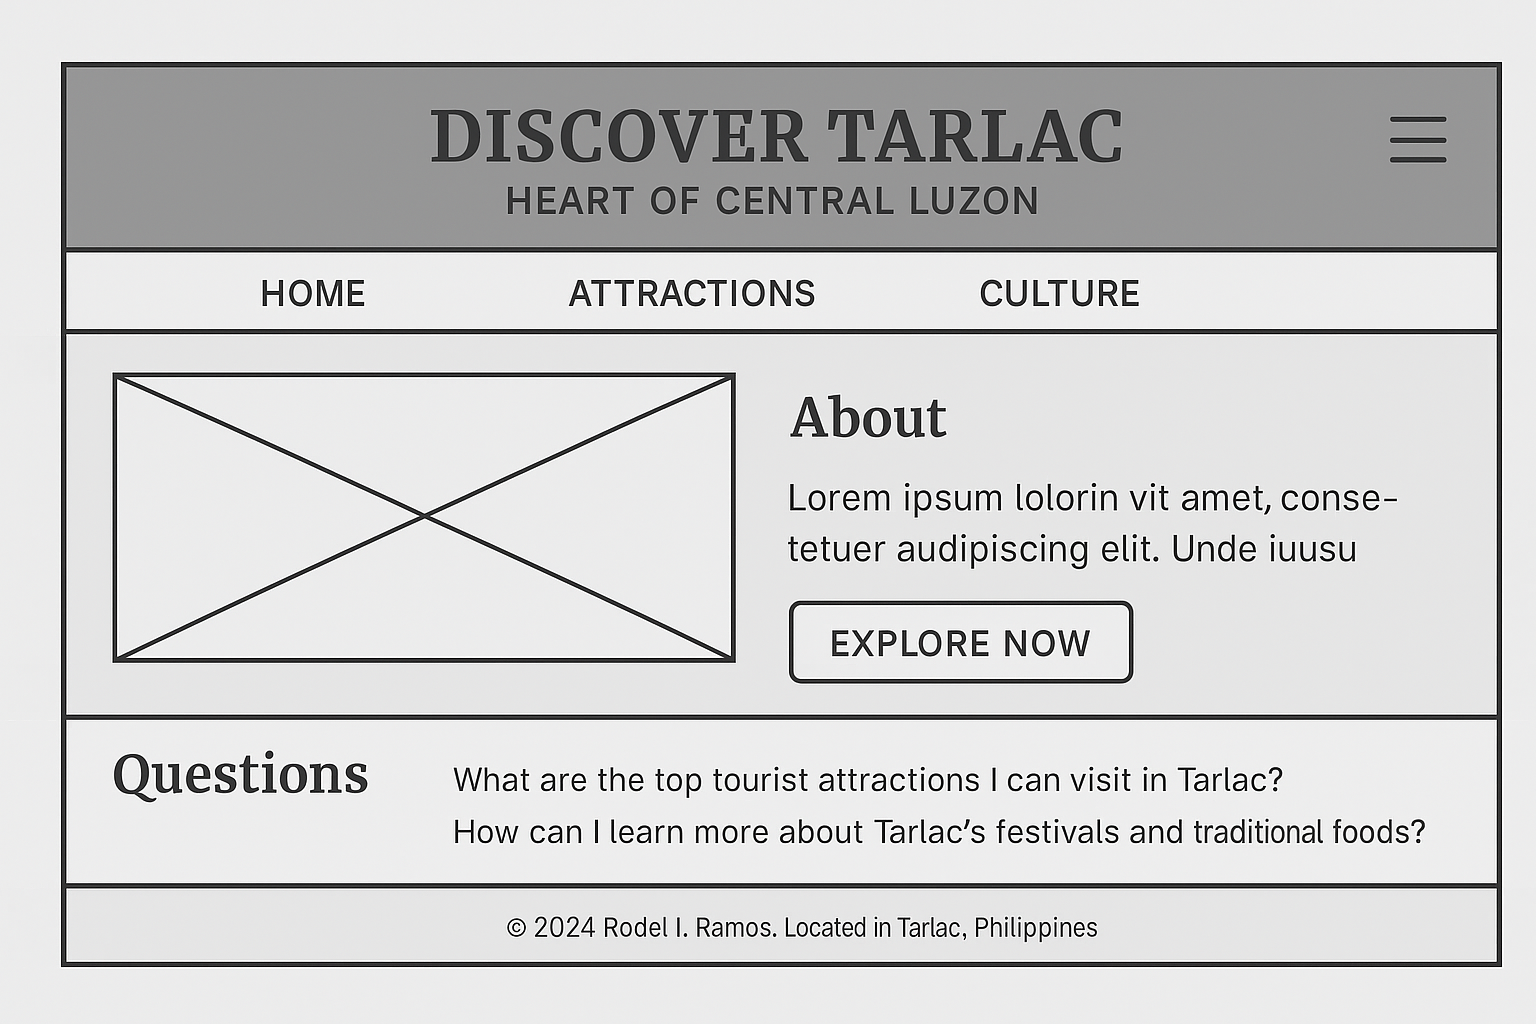 DISCOVER TARLAC
HEART OF CENTRAL LUZON
HOME ATTRACTIONS CULTURE
About
Lorem ipsum lolorin vit amet, conse-
tetuer audipiscing elit. Unde iuusu
EXPLORE NOW
Questions
What are the top tourist attractions I can visit in Tarlac?
How can I learn more about Tarlac’s festivals and traditional foods?
© 2024 Rodel I. Ramos. Located in Tarlac, Philippines